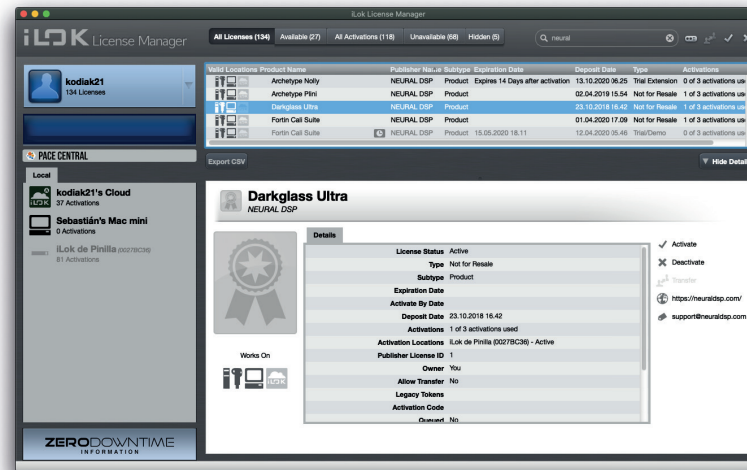 iLok License Manager
iLOK License Manager
All Licenses (134) Available (27) All Activations (118) Unavailable (68) Hidden (5) neural
kodiak21
134 Licenses
PACE CENTRAL
Local
kodiak21's Cloud
37 Activations
Sebastián's Mac mini
0 Activations
iLok de Pinilla (0027BC36)
81 Activations
ZERODOWNTIME
INFORMATION
Valid Locations Product Name Publisher Name Subtype Expiration Date Deposit Date Type Activations
Archetype Nolly NEURAL DSP Product Expires 14 Days after activation 13.10.2020 06.25 Trial Extension 0 of 3 activations us
Archetype Plini NEURAL DSP Product 02.04.2019 15.54 Not for Resale 1 of 3 activations us
Darkglass Ultra NEURAL DSP Product 23.10.2018 16.42 Not for Resale 1 of 3 activations us
Fortin Cali Suite NEURAL DSP Product 01.04.2020 17.09 Not for Resale 1 of 3 activations us
Fortin Cali Suite NEURAL DSP Product 15.05.2020 18.11 12.04.2020 05.46 Trial/Demo 0 of 3 activations us
Export CSV Hide Detail
Darkglass Ultra
NEURAL DSP
Works On
iLOK
Details
License Status Active
Type Not for Resale
Subtype Product
Expiration Date
Activate By Date
Deposit Date 23.10.2018 16.42
Activations 1 of 3 activations used
Activation Locations iLok de Pinilla (0027BC36) - Active
Publisher License ID 1
Owner You
Allow Transfer No
Legacy Tokens
Activation Code
Queued No
Activate
Deactivate
Transfer
https://neuraldsp.com/
support@neuraldsp.com